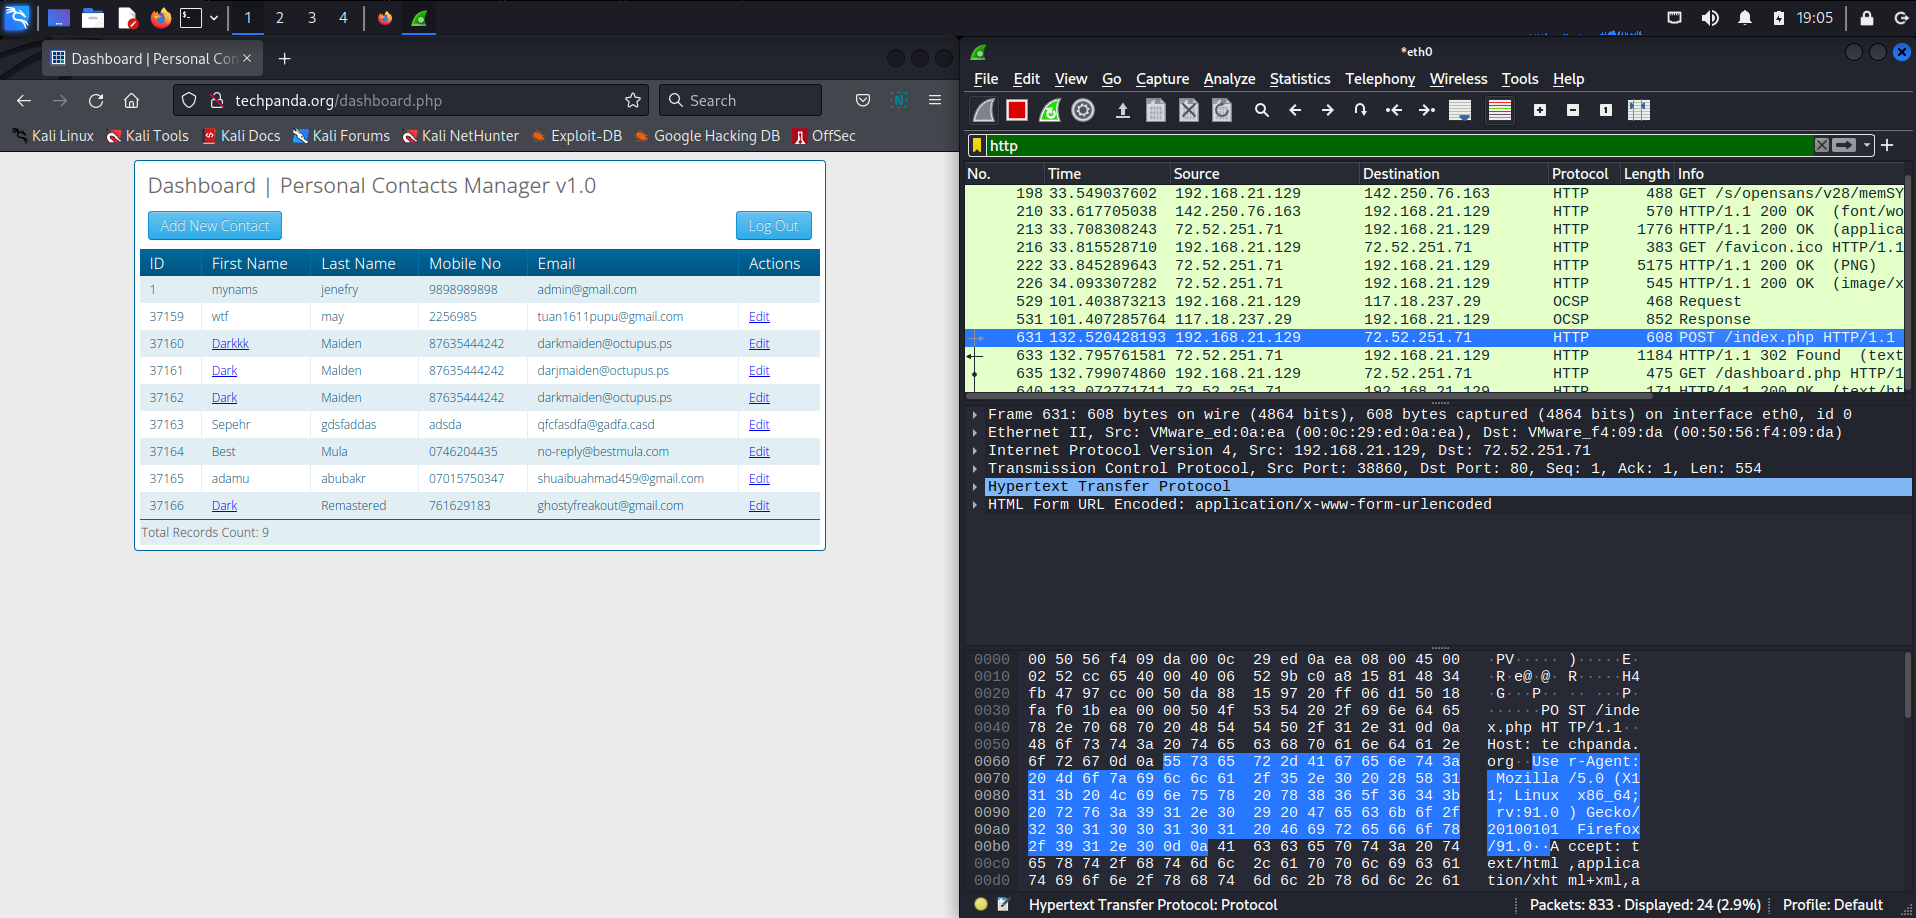 1 2 3 4 19:05
Dashboard | Personal Con
techpanda.org/dashboard.php
Search
Kali Linux Kali Tools Kali Docs Kali Forums Kali NetHunter Exploit-DB Google Hacking DB OffSec
Dashboard | Personal Contacts Manager v1.0
Add New Contact Log Out
ID First Name Last Name Mobile No Email Actions
1 mynams jenefry 9898989898 admin@gmail.com
37159 wtf may 2256985 tuan1611pupu@gmail.com Edit
37160 Darkkk Maiden 87635444242 darkmaiden@octupus.ps Edit
37161 Dark Malden 87635444242 darjmaiden@octupus.ps Edit
37162 Dark Maiden 87635444242 darkmaiden@octupus.ps Edit
37163 Sepehr gdsfaddas adsda qfcfasdfa@gadfa.casd Edit
37164 Best Mula 0746204435 no-reply@bestmula.com Edit
37165 adamu abubakr 07015750347 shuaibuahmad459@gmail.com Edit
37166 Dark Remastered 761629183 ghostyfreakout@gmail.com Edit
Total Records Count: 9
*eth0
File Edit View Go Capture Analyze Statistics Telephony Wireless Tools Help
http
No. Time Source Destination Protocol Length Info
198 33.549037602 192.168.21.129 142.250.76.163 HTTP 488 GET /s/opensans/v28/memSY
210 33.617705038 142.250.76.163 192.168.21.129 HTTP 570 HTTP/1.1 200 OK (font/wo
213 33.708308243 72.52.251.71 192.168.21.129 HTTP 1776 HTTP/1.1 200 OK (applica
216 33.815528710 192.168.21.129 72.52.251.71 HTTP 383 GET /favicon.ico HTTP/1.1
222 33.845289643 72.52.251.71 192.168.21.129 HTTP 5175 HTTP/1.1 200 OK (PNG)
226 34.093307282 72.52.251.71 192.168.21.129 HTTP 545 HTTP/1.1 200 OK (image/x
529 101.403873213 192.168.21.129 117.18.237.29 OCSP 468 Request
531 101.407285764 117.18.237.29 192.168.21.129 OCSP 852 Response
631 132.520428193 192.168.21.129 72.52.251.71 HTTP 608 POST /index.php HTTP/1.1
633 132.795761581 72.52.251.71 192.168.21.129 HTTP 1184 HTTP/1.1 302 Found (text
635 132.799074860 192.168.21.129 72.52.251.71 HTTP 475 GET /dashboard.php HTTP/1
640 133.072771711 72.52.251.71 192.168.21.129 HTTP 171 HTTP/1.1 200 OK (text/ht
Frame 631: 608 bytes on wire (4864 bits), 608 bytes captured (4864 bits) on interface eth0, id 0
Ethernet II, Src: VMware_ed:0a:ea (00:0c:29:ed:0a:ea), Dst: VMware_f4:09:da (00:50:56:f4:09:da)
Internet Protocol Version 4, Src: 192.168.21.129, Dst: 72.52.251.71
Transmission Control Protocol, Src Port: 38860, Dst Port: 80, Seq: 1, Ack: 1, Len: 554
Hypertext Transfer Protocol
HTML Form URL Encoded: application/x-www-form-urlencoded
0000 00 50 56 f4 09 da 00 0c 29 ed 0a ea 08 00 45 00 ·PV····· )·····E·
0010 02 52 cc 65 40 00 40 06 52 9b c0 a8 15 81 48 34 ·R·e@·@· R·····H4
0020 fb 47 97 cc 00 50 da 88 15 97 20 ff 06 d1 50 18 ·G···P·· ·· ···P·
0030 fa f0 1b ea 00 00 50 4f 53 54 20 2f 69 6e 64 65 ······PO ST /inde
0040 78 2e 70 68 70 20 48 54 54 50 2f 31 2e 31 0d 0a x.php HT TP/1.1··
0050 48 6f 73 74 3a 20 74 65 63 68 70 61 6e 64 61 2e Host: te chpanda.
0060 6f 72 67 0d 0a 55 73 65 72 2d 41 67 65 6e 74 3a org··Use r-Agent:
0070 20 4d 6f 7a 69 6c 6c 61 2f 35 2e 30 20 28 58 31 Mozilla /5.0 (X1
0080 31 3b 20 4c 69 6e 75 78 20 78 38 36 5f 36 34 3b 1; Linux x86_64;
0090 20 72 76 3a 39 31 2e 30 29 20 47 65 63 6b 6f 2f rv:91.0 ) Gecko/
00a0 32 30 31 30 30 31 30 31 20 46 69 72 65 66 6f 78 20100101 Firefox
00b0 2f 39 31 2e 30 0d 0a 41 63 63 65 70 74 3a 20 74 /91.0··A ccept: t
00c0 65 78 74 2f 68 74 6d 6c 2c 61 70 70 6c 69 63 61 ext/html ,applica
00d0 74 69 6f 6e 2f 78 68 74 6d 6c 2b 78 6d 6c 2c 61 tion/xht ml+xml,a
Hypertext Transfer Protocol: Protocol Packets: 833 · Displayed: 24 (2.9%) Profile: Default